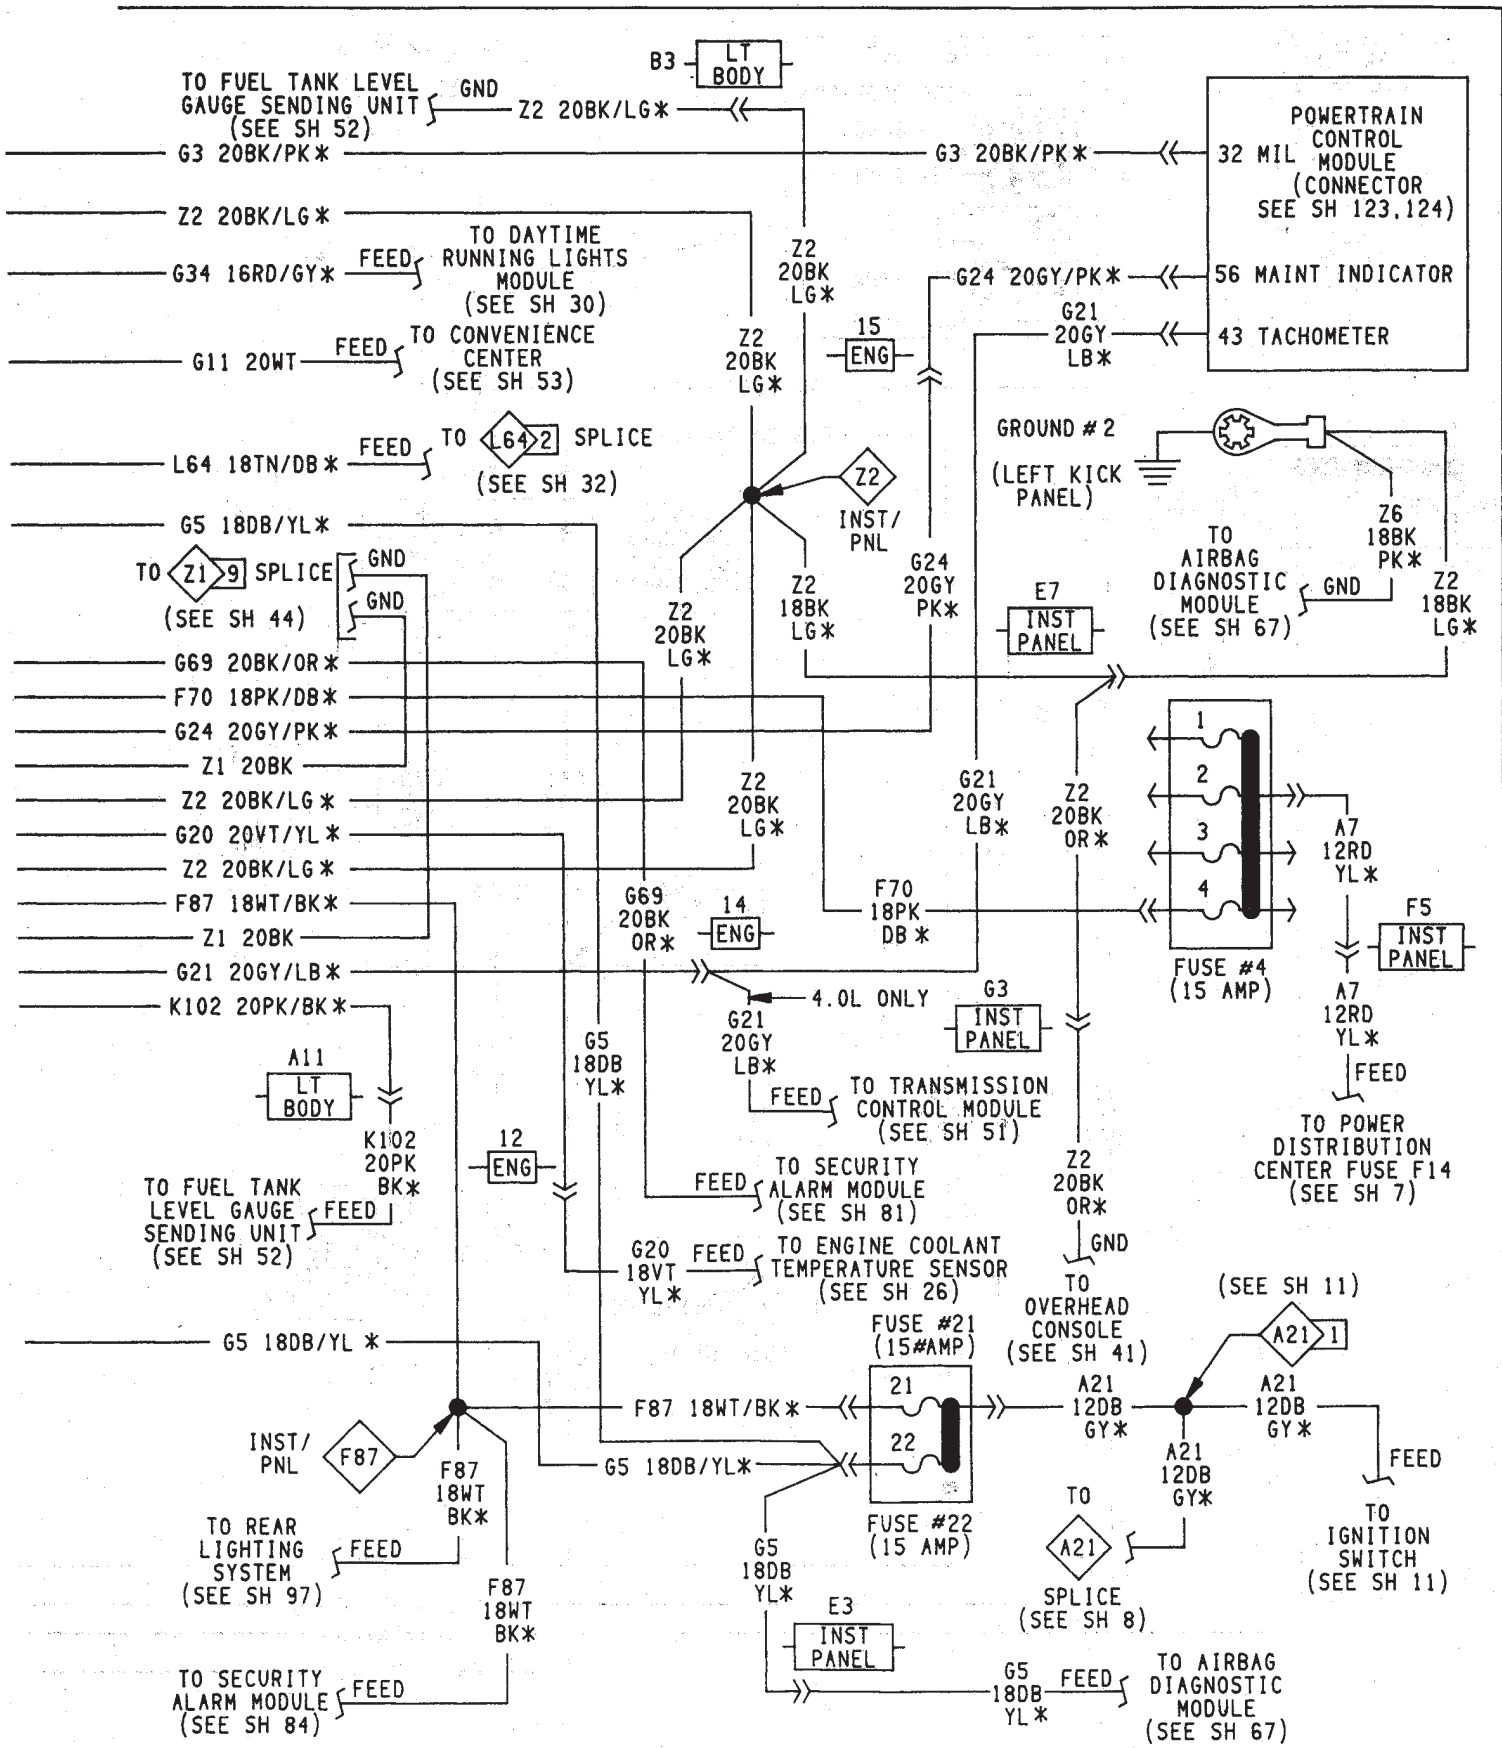 B3
LT
BODY
TO FUEL TANK LEVEL
GAUGE SENDING UNIT
(SEE SH 52)
GND
Z2 20BK/LG*
POWERTRAIN
CONTROL
MODULE
(CONNECTOR
SEE SH 123,124)
G3 20BK/PK*
G3 20BK/PK*
32 MIL
Z2 20BK/LG*
TO DAYTIME
RUNNING LIGHTS
MODULE
(SEE SH 30)
G34 16RD/GY*
FEED
Z2
20BK
LG*
G24 20GY/PK*
56 MAINT INDICATOR
G21
20GY
LB*
43 TACHOMETER
G11 20WT
FEED
TO CONVENIENCE
CENTER
(SEE SH 53)
Z2
20BK
LG*
15
ENG
L64 18TN/DB*
FEED
TO L64 2 SPLICE
(SEE SH 32)
GROUND #2
(LEFT KICK
PANEL)
Z2
INST/
PNL
G5 18DB/YL*
TO Z1 9 SPLICE
(SEE SH 44)
GND
GND
Z2
20BK
LG*
Z2
18BK
LG*
G24
20GY
PK*
E7
INST
PANEL
TO
AIRBAG
DIAGNOSTIC
MODULE
(SEE SH 67)
GND
Z6
18BK
PK*
Z2
18BK
LG*
G69 20BK/OR*
F70 18PK/DB*
G24 20GY/PK*
Z1 20BK
Z2 20BK/LG*
G20 20VT/YL*
Z2 20BK/LG*
F87 18WT/BK*
Z1 20BK
G21 20GY/LB*
K102 20PK/BK*
Z2
20BK
LG*
G21
20GY
LB*
Z2
20BK
OR*
1
2
3
4
FUSE #4
(15 AMP)
A7
12RD
YL*
F5
INST
PANEL
A7
12RD
YL*
FEED
TO POWER
DISTRIBUTION
CENTER FUSE F14
(SEE SH 7)
G69
20BK
OR*
14
ENG
F70
18PK
DB*
4.0L ONLY
G21
20GY
LB*
FEED
TO TRANSMISSION
CONTROL MODULE
(SEE SH 51)
G3
INST
PANEL
G5
18DB
YL*
A11
LT
BODY
K102
20PK
BK*
TO FUEL TANK
LEVEL GAUGE
SENDING UNIT
(SEE SH 52)
FEED
12
ENG
FEED
TO SECURITY
ALARM MODULE
(SEE SH 81)
Z2
20BK
OR*
GND
TO
OVERHEAD
CONSOLE
(SEE SH 41)
G20
18VT
YL*
FEED
TO ENGINE COOLANT
TEMPERATURE SENSOR
(SEE SH 26)
G5 18DB/YL *
FUSE #21
(15#AMP)
21
22
FUSE #22
(15 AMP)
(SEE SH 11)
A21 1
F87 18WT/BK*
A21
12DB
GY*
A21
12DB
GY*
INST/
PNL
F87
F87
18WT
BK*
G5 18DB/YL*
A21
12DB
GY*
FEED
TO
IGNITION
SWITCH
(SEE SH 11)
TO
A21
SPLICE
(SEE SH 8)
TO REAR
LIGHTING
SYSTEM
(SEE SH 97)
FEED
F87
18WT
BK*
G5
18DB
YL*
E3
INST
PANEL
TO SECURITY
ALARM MODULE
(SEE SH 84)
FEED
G5
18DB
YL*
FEED
TO AIRBAG
DIAGNOSTIC
MODULE
(SEE SH 67)